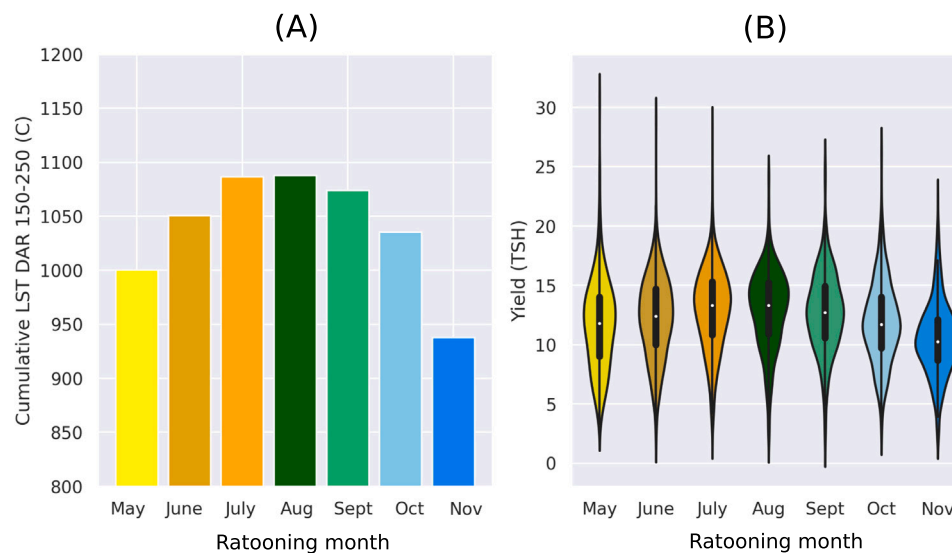 (A)
Cumulative LST DAR 150-250 (C)
1200
1150
1100
1050
1000
950
900
850
800
May June July Aug Sept Oct Nov
Ratooning month
(B)
Yield (TSH)
30
25
20
15
10
5
0
May June July Aug Sept Oct Nov
Ratooning month